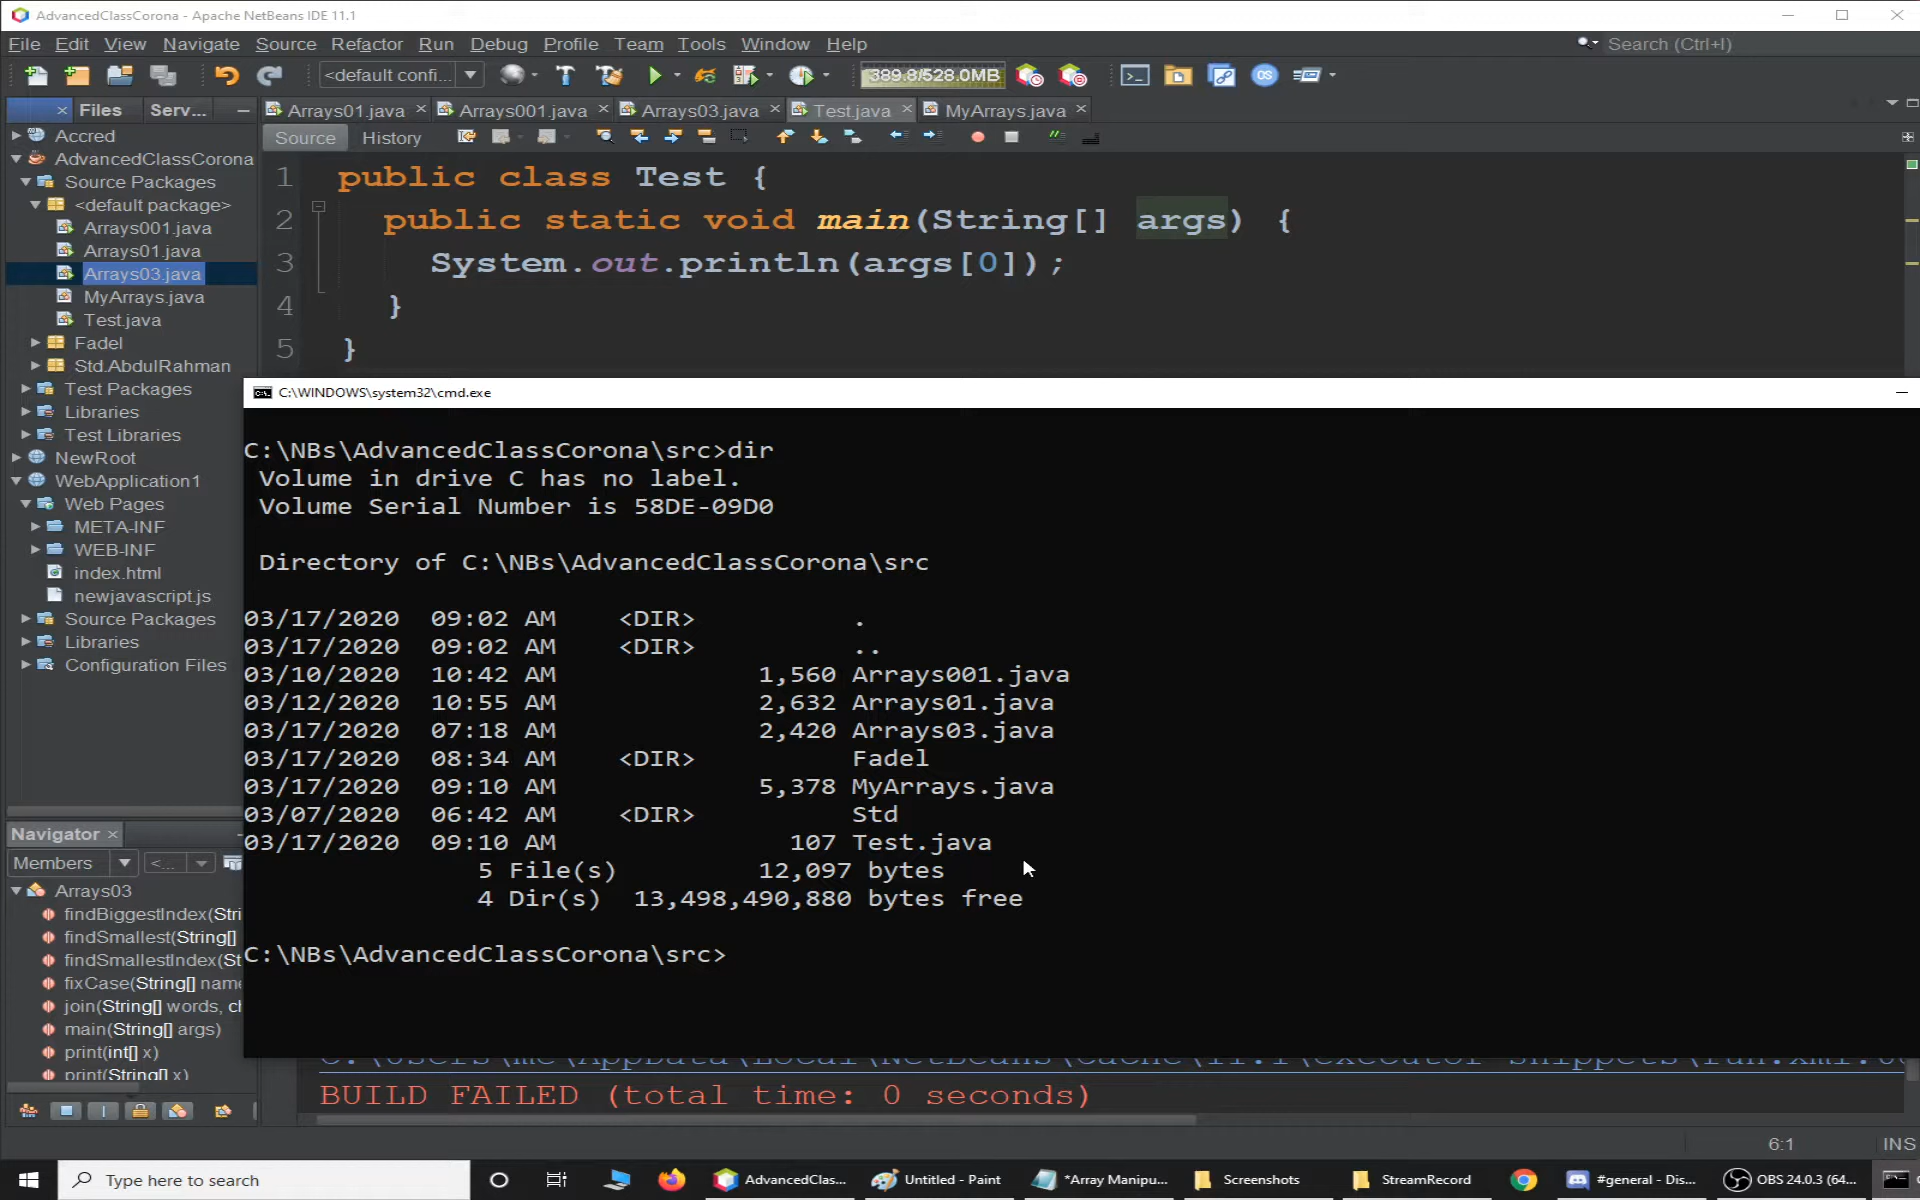 AdvancedClassCorona - Apache NetBeans IDE 11.1
File Edit View Navigate Source Refactor Run Debug Profile Team Tools Window Help
Search (Ctrl+I)
<default confi...
389.8/528.0MB
Files Serv...
Arrays01.java Arrays001.java Arrays03.java Test.java MyArrays.java
Source History
Accred
AdvancedClassCorona
Source Packages
<default package>
Arrays001.java
Arrays01.java
Arrays03.java
MyArrays.java
Test.java
Fadel
Std.AbdulRahman
Test Packages
Libraries
Test Libraries
NewRoot
WebApplication1
Web Pages
META-INF
WEB-INF
index.html
newjavascript.js
Source Packages
Libraries
Configuration Files
1 public class Test {
2 public static void main(String[] args) {
3 System.out.println(args[0]);
4 }
5 }
C:\WINDOWS\system32\cmd.exe
C:\NBs\AdvancedClassCorona\src>dir
Volume in drive C has no label.
Volume Serial Number is 58DE-09D0
Directory of C:\NBs\AdvancedClassCorona\src
03/17/2020 09:02 AM <DIR> .
03/17/2020 09:02 AM <DIR> ..
03/10/2020 10:42 AM 1,560 Arrays001.java
03/12/2020 10:55 AM 2,632 Arrays01.java
03/17/2020 07:18 AM 2,420 Arrays03.java
03/17/2020 08:34 AM <DIR> Fadel
03/17/2020 09:10 AM 5,378 MyArrays.java
03/07/2020 06:42 AM <DIR> Std
03/17/2020 09:10 AM 107 Test.java
5 File(s) 12,097 bytes
4 Dir(s) 13,498,490,880 bytes free
C:\NBs\AdvancedClassCorona\src>
Navigator
Members <...
Arrays03
findBiggestIndex(Stri
findSmallest(String[]
findSmallestIndex(St
fixCase(String[] name
join(String[] words, cl
main(String[] args)
print(int[] x)
print(String[] x)
BUILD FAILED (total time: 0 seconds)
6:1 INS
Type here to search
AdvancedClas...
Untitled - Paint
*Array Manipu...
Screenshots
StreamRecord
#general - Dis...
OBS 24.0.3 (64...